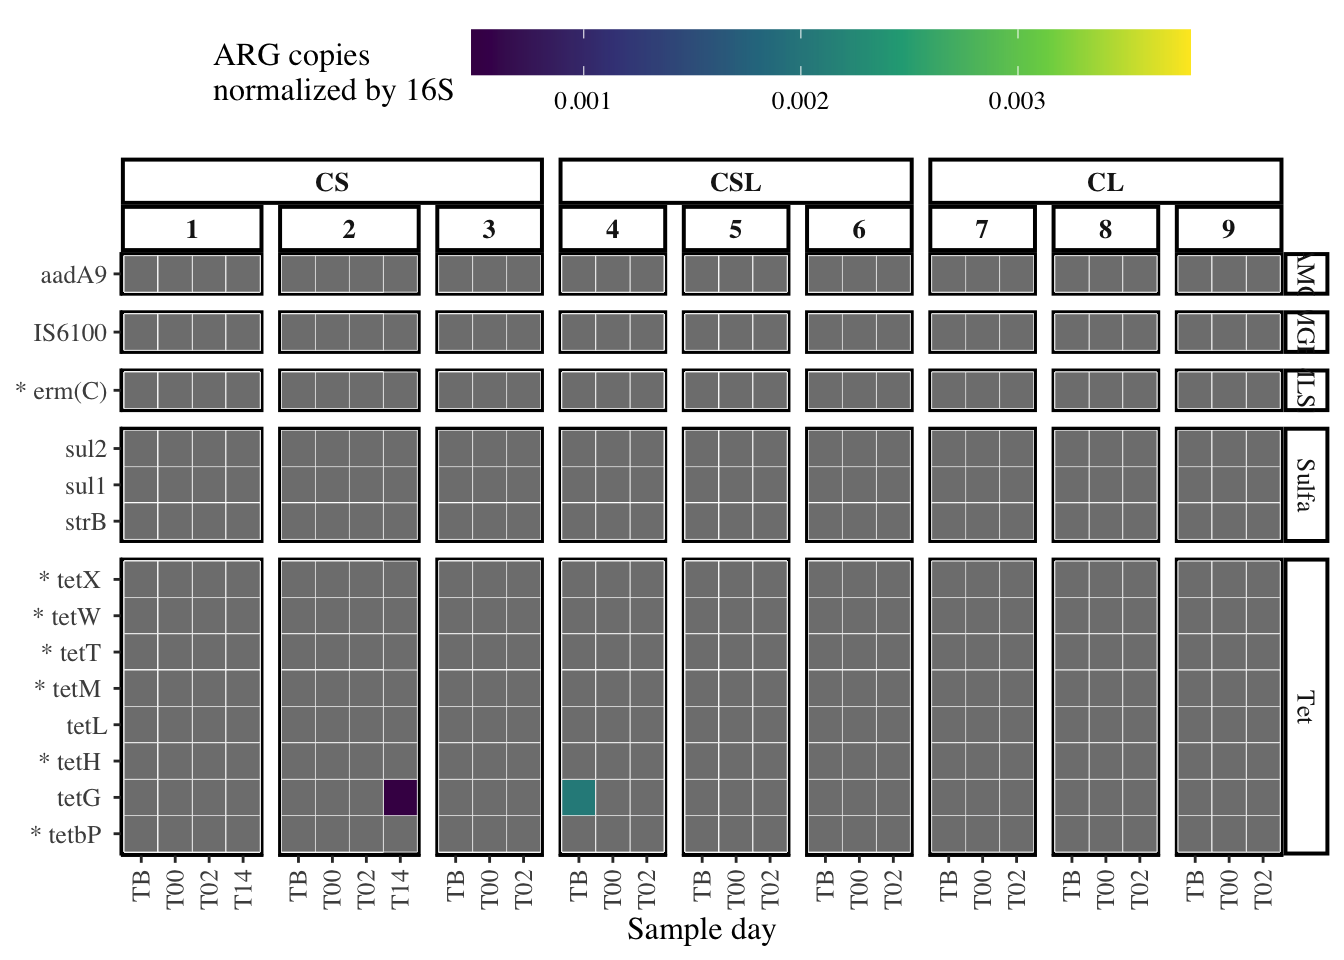 ARG copies
normalized by 16S
0.001 0.002 0.003
CS CSL CL
1 2 3 4 5 6 7 8 9
aadA9
IS6100
* erm(C)
sul2
sul1
strB
Sulfa
* tetX
* tetW
* tetT
* tetM
tetL
* tetH
tetG
* tetbP
Tet
TB T00 T02 T14 TB T00 T02 T14 TB T00 T02 TB T00 T02 TB T00 T02 TB T00 T02 TB T00 T02 TB T00 T02 TB T00 T02
Sample day